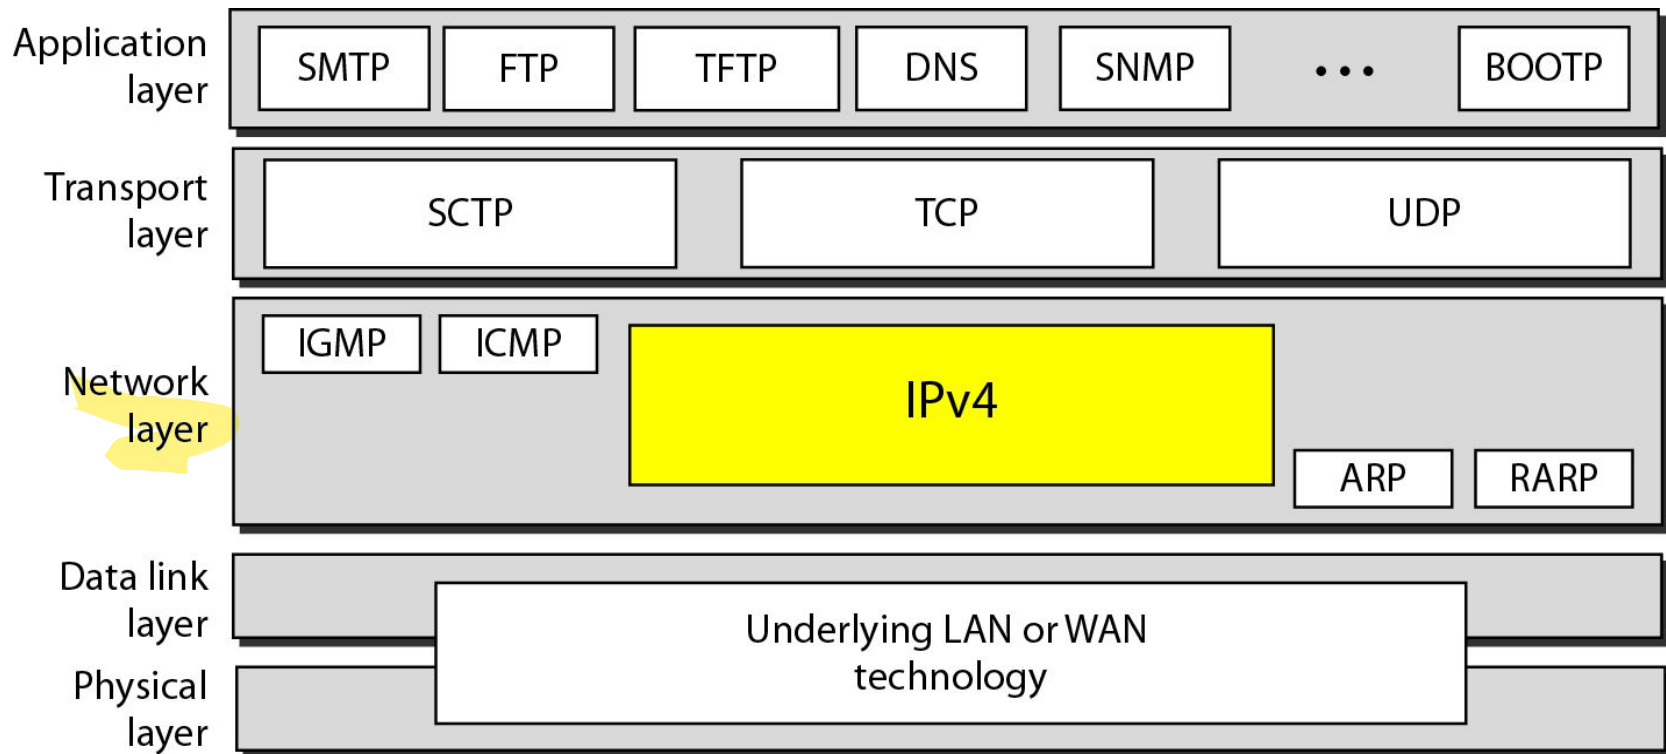 Application
layer
SMTP FTP TFTP DNS SNMP ••• BOOTP
Transport
layer
SCTP TCP UDP
Network
layer
IGMP ICMP
IPv4
ARP RARP
Data link
layer
Underlying LAN or WAN
technology
Physical
layer